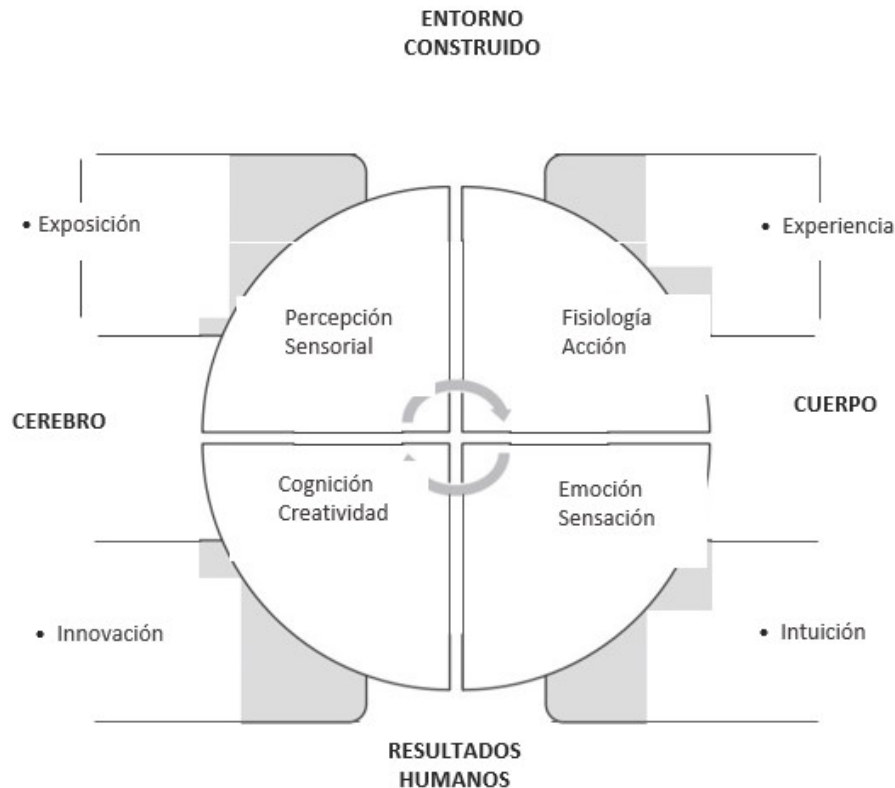 ENTORNO
CONSTRUIDO
• Exposición
• Experiencia
Percepción
Sensorial
Fisiología
Acción
CEREBRO
CUERPO
Cognición
Creatividad
Emoción
Sensación
• Innovación
• Intuición
RESULTADOS
HUMANOS